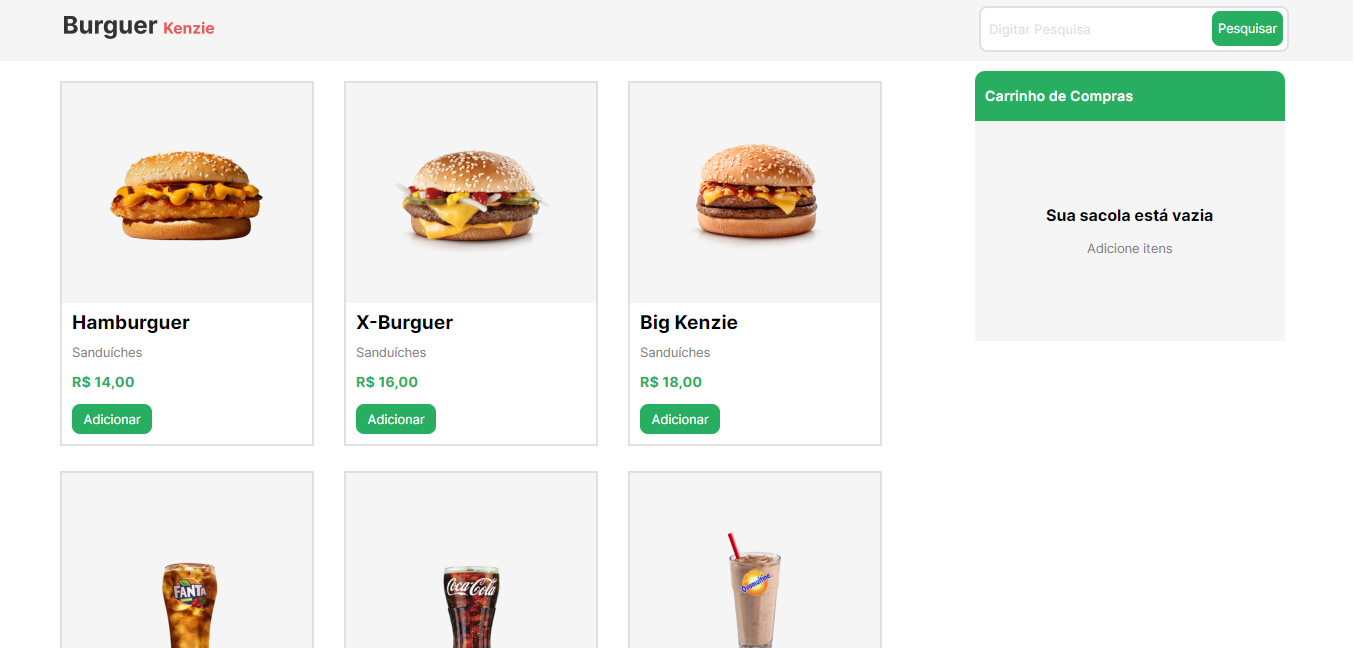 Burguer Kenzie
Digitar Pesquisa
Pesquisar
Carrinho de Compras
Sua sacola está vazia
Adicione itens
Hamburguer
Sanduíches
R$ 14,00
Adicionar
X-Burguer
Sanduíches
R$ 16,00
Adicionar
Big Kenzie
Sanduíches
R$ 18,00
Adicionar
FANTA
Coca-Cola
Ovomaltine